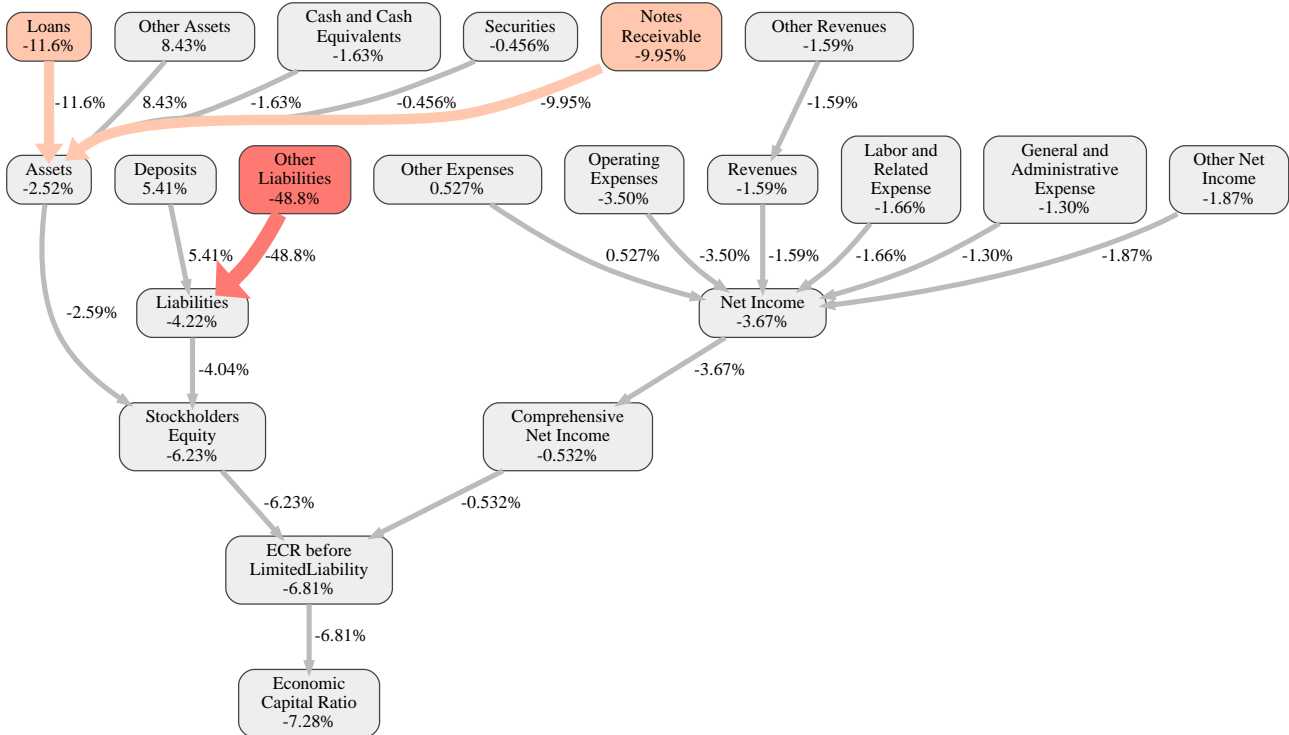 Loans
-11.6%
Other Assets
8.43%
Cash and Cash
Equivalents
-1.63%
Securities
-0.456%
Notes
Receivable
-9.95%
Other Revenues
-1.59%
-11.6%
8.43%
-1.63%
-0.456%
-9.95%
-1.59%
Assets
-2.52%
Deposits
5.41%
Other
Liabilities
-48.8%
Other Expenses
0.527%
Operating
Expenses
-3.50%
Revenues
-1.59%
Labor and
Related
Expense
-1.66%
General and
Administrative
Expense
-1.30%
Other Net
Income
-1.87%
5.41%
-48.8%
0.527%
-3.50%
-1.59%
-1.66%
-1.30%
-1.87%
-2.59%
Liabilities
-4.22%
Net Income
-3.67%
-4.04%
-3.67%
Stockholders
Equity
-6.23%
Comprehensive
Net Income
-0.532%
-6.23%
-0.532%
ECR before
LimitedLiability
-6.81%
-6.81%
Economic
Capital Ratio
-7.28%